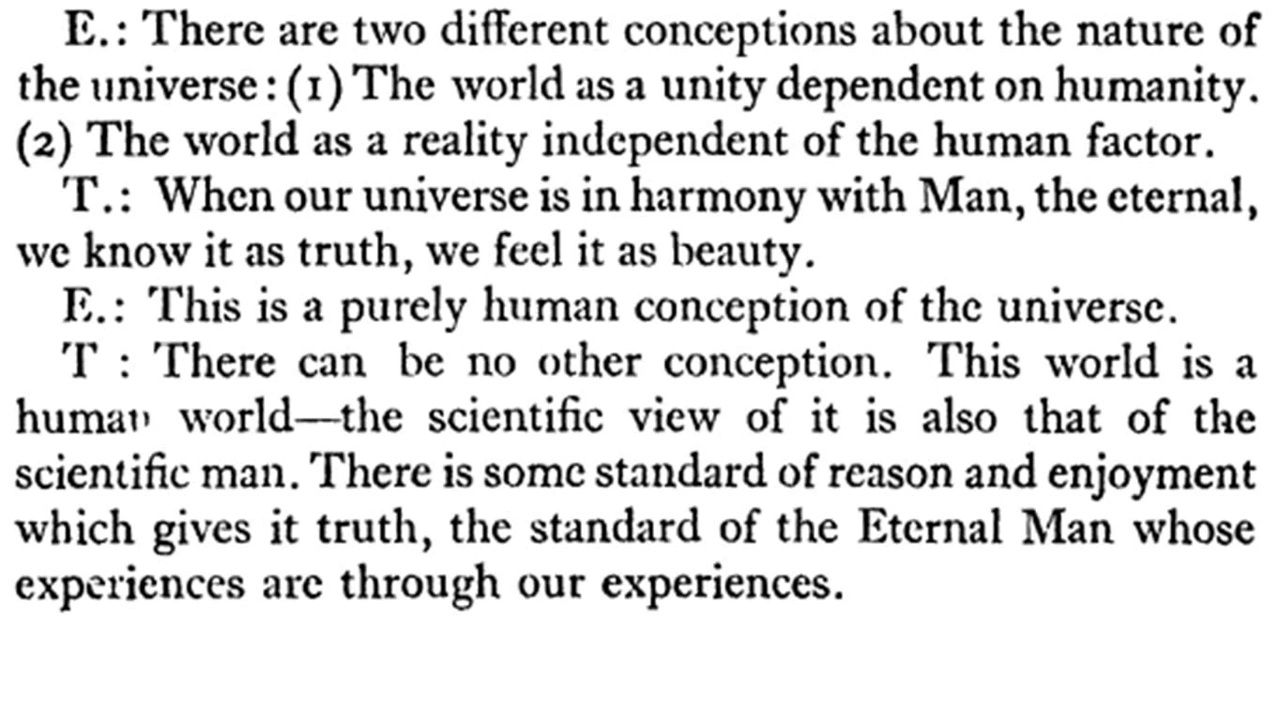 E.: There are two different conceptions about the nature of
the universe: (1) The world as a unity dependent on humanity.
(2) The world as a reality independent of the human factor.
T.: When our universe is in harmony with Man, the eternal,
we know it as truth, we feel it as beauty.
E.: This is a purely human conception of the universe.
T : There can be no other conception. This world is a
human world—the scientific view of it is also that of the
scientific man. There is some standard of reason and enjoyment
which gives it truth, the standard of the Eternal Man whose
experiences are through our experiences.